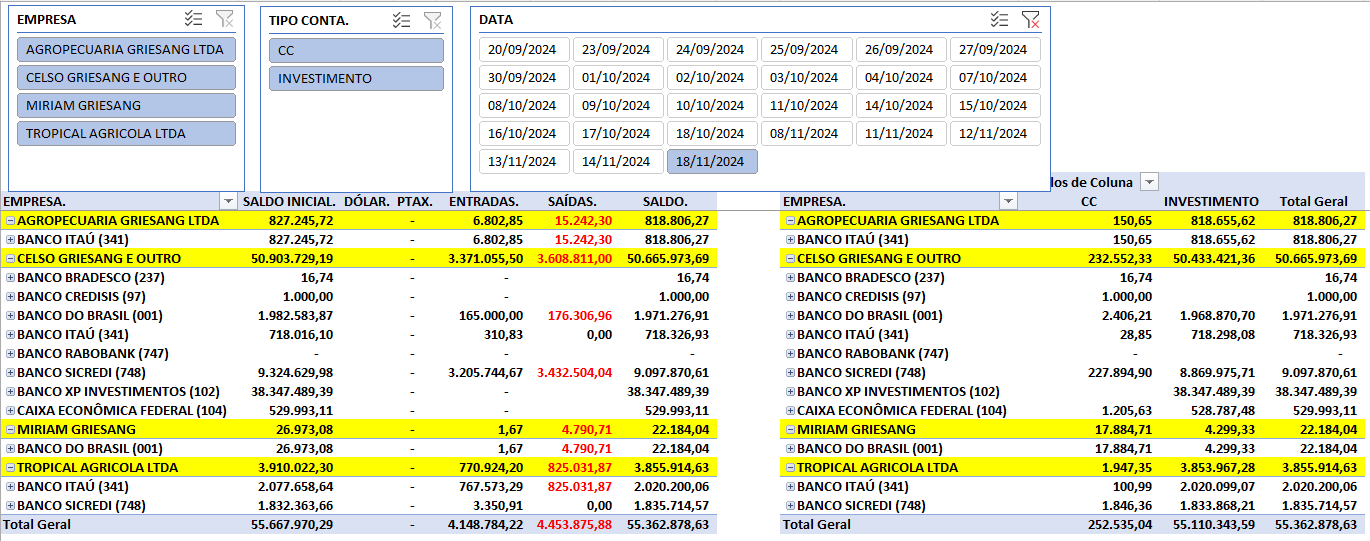 EMPRESA
AGROPECUARIA GRIESANG LTDA
CELSO GRIESANG E OUTRO
MIRIAM GRIESANG
TROPICAL AGRICOLA LTDA
TIPO CONTA.
CC
INVESTIMENTO
DATA
20/09/2024 23/09/2024 24/09/2024 25/09/2024 26/09/2024 27/09/2024
30/09/2024 01/10/2024 02/10/2024 03/10/2024 04/10/2024 07/10/2024
08/10/2024 09/10/2024 10/10/2024 11/10/2024 14/10/2024 15/10/2024
16/10/2024 17/10/2024 18/10/2024 08/11/2024 11/11/2024 12/11/2024
13/11/2024 14/11/2024 18/11/2024
EMPRESA. SALDO INICIAL. DÓLAR. PTAX. ENTRADAS. SAÍDAS. SALDO.
AGROPECUARIA GRIESANG LTDA 827.245,72 - 6.802,85 15.242,30 818.806,27
BANCO ITAÚ (341) 827.245,72 - 6.802,85 15.242,30 818.806,27
CELSO GRIESANG E OUTRO 50.903.729,19 - 3.371.055,50 3.608.811,00 50.665.973,69
BANCO BRADESCO (237) 16,74 - - 16,74
BANCO CREDISIS (97) 1.000,00 - - 1.000,00
BANCO DO BRASIL (001) 1.982.583,87 - 165.000,00 176.306,96 1.971.276,91
BANCO ITAÚ (341) 718.016,10 - 310,83 0,00 718.326,93
BANCO RABOBANK (747) - - - -
BANCO SICREDI (748) 9.324.629,98 - 3.205.744,67 3.432.504,04 9.097.870,61
BANCO XP INVESTIMENTOS (102) 38.347.489,39 - - 38.347.489,39
CAIXA ECONÔMICA FEDERAL (104) 529.993,11 - - 529.993,11
MIRIAM GRIESANG 26.973,08 - 1,67 4.790,71 22.184,04
BANCO DO BRASIL (001) 26.973,08 - 1,67 4.790,71 22.184,04
TROPICAL AGRICOLA LTDA 3.910.022,30 - 770.924,20 825.031,87 3.855.914,63
BANCO ITAÚ (341) 2.077.658,64 - 767.573,29 825.031,87 2.020.200,06
BANCO SICREDI (748) 1.832.363,66 - 3.350,91 0,00 1.835.714,57
Total Geral 55.667.970,29 - 4.148.784,22 4.453.875,88 55.362.878,63
los de Coluna
EMPRESA. CC INVESTIMENTO Total Geral
AGROPECUARIA GRIESANG LTDA 150,65 818.655,62 818.806,27
BANCO ITAÚ (341) 150,65 818.655,62 818.806,27
CELSO GRIESANG E OUTRO 232.552,33 50.433.421,36 50.665.973,69
BANCO BRADESCO (237) 16,74 16,74
BANCO CREDISIS (97) 1.000,00 1.000,00
BANCO DO BRASIL (001) 2.406,21 1.968.870,70 1.971.276,91
BANCO ITAÚ (341) 28,85 718.298,08 718.326,93
BANCO RABOBANK (747) - -
BANCO SICREDI (748) 227.894,90 8.869.975,71 9.097.870,61
BANCO XP INVESTIMENTOS (102) 38.347.489,39 38.347.489,39
CAIXA ECONÔMICA FEDERAL (104) 1.205,63 528.787,48 529.993,11
MIRIAM GRIESANG 17.884,71 4.299,33 22.184,04
BANCO DO BRASIL (001) 17.884,71 4.299,33 22.184,04
TROPICAL AGRICOLA LTDA 1.947,35 3.853.967,28 3.855.914,63
BANCO ITAÚ (341) 100,99 2.020.099,07 2.020.200,06
BANCO SICREDI (748) 1.846,36 1.833.868,21 1.835.714,57
Total Geral 252.535,04 55.110.343,59 55.362.878,63